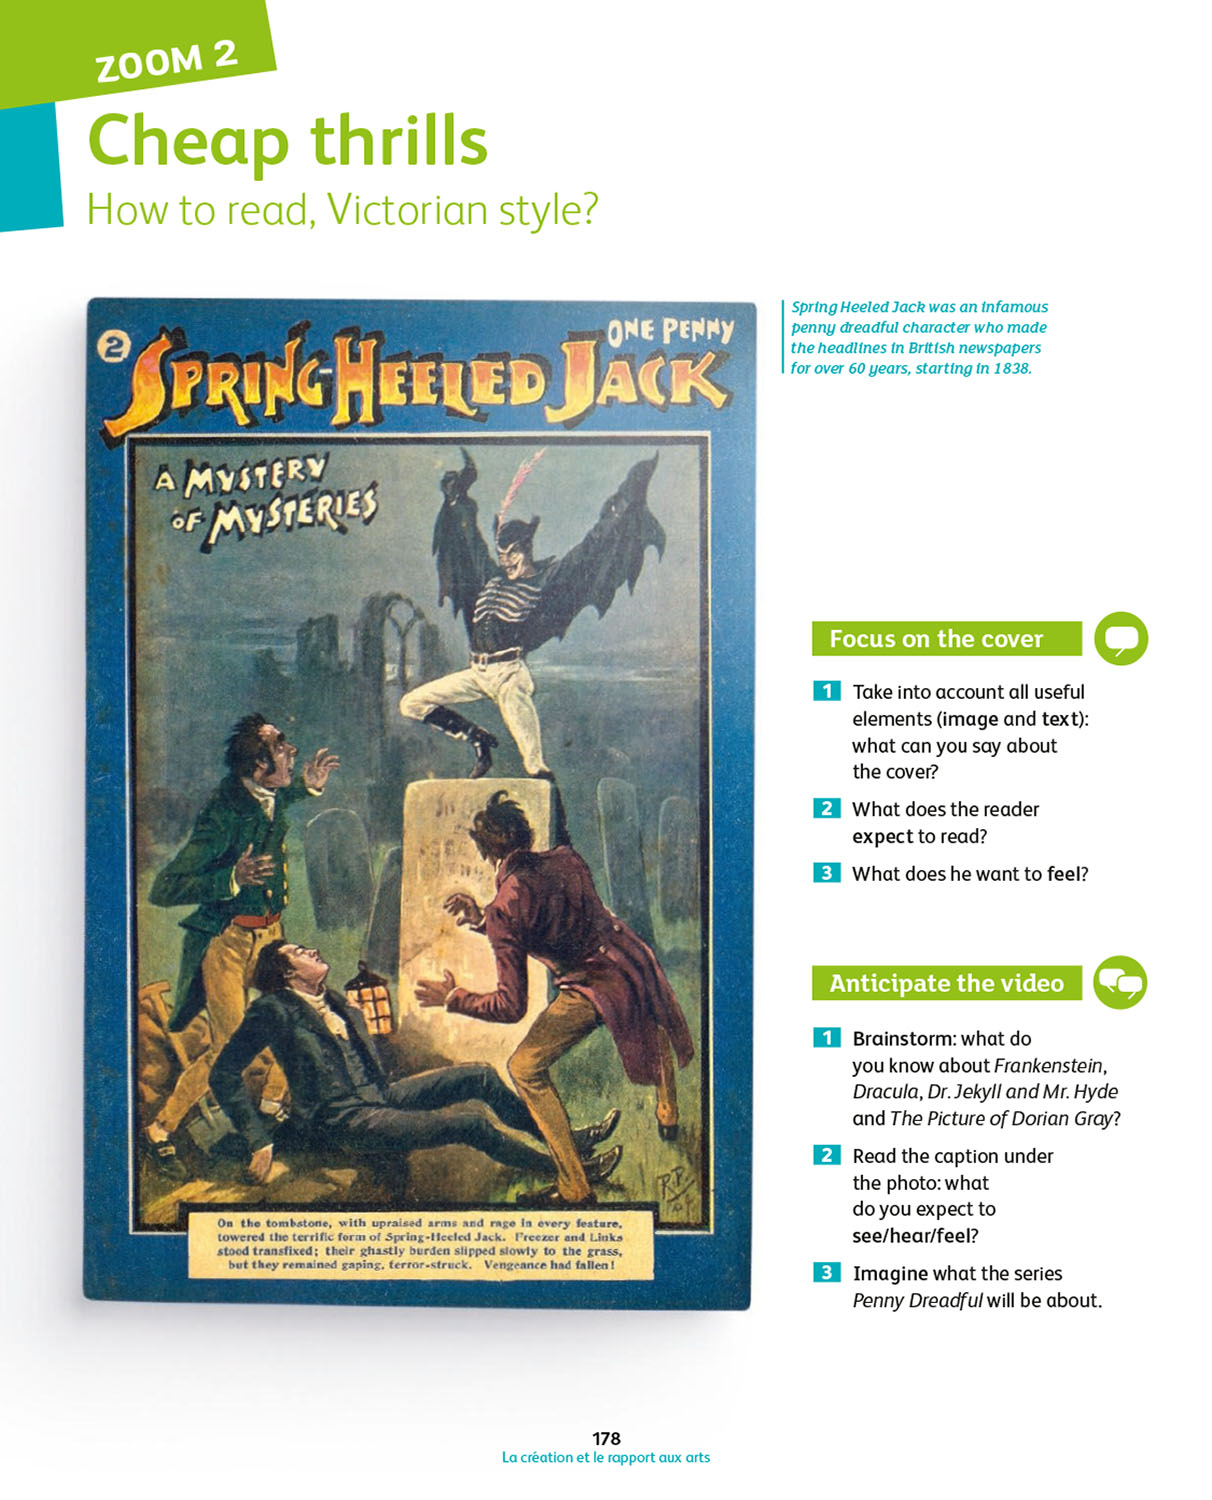 ZOOM 2
Cheap thrills
How to read, Victorian style?
Spring Heeled Jack was an infamous
penny dreadful character who made
the headlines in British newspapers
for over 60 years, starting in 1838.
2
ONE PENNY
SPRING-HEELED JACK
A MYSTERY
OF MYSTERIES
R.P.
On the tombstone, with upraised arms and rage in every feature,
towered the terrific form of Spring-Heeled Jack. Freezer and Links
stood transfixed; their ghastly burden slipped slowly to the grass,
but they remained gaping, terror-struck. Vengeance had fallen!
Focus on the cover
1 Take into account all useful
elements (image and text):
what can you say about
the cover?
2 What does the reader
expect to read?
3 What does he want to feel?
Anticipate the video
1 Brainstorm: what do
you know about Frankenstein,
Dracula, Dr. Jekyll and Mr. Hyde
and The Picture of Dorian Gray?
2 Read the caption under
the photo: what
do you expect to
see/hear/feel?
3 Imagine what the series
Penny Dreadful will be about.
178
La création et le rapport aux arts